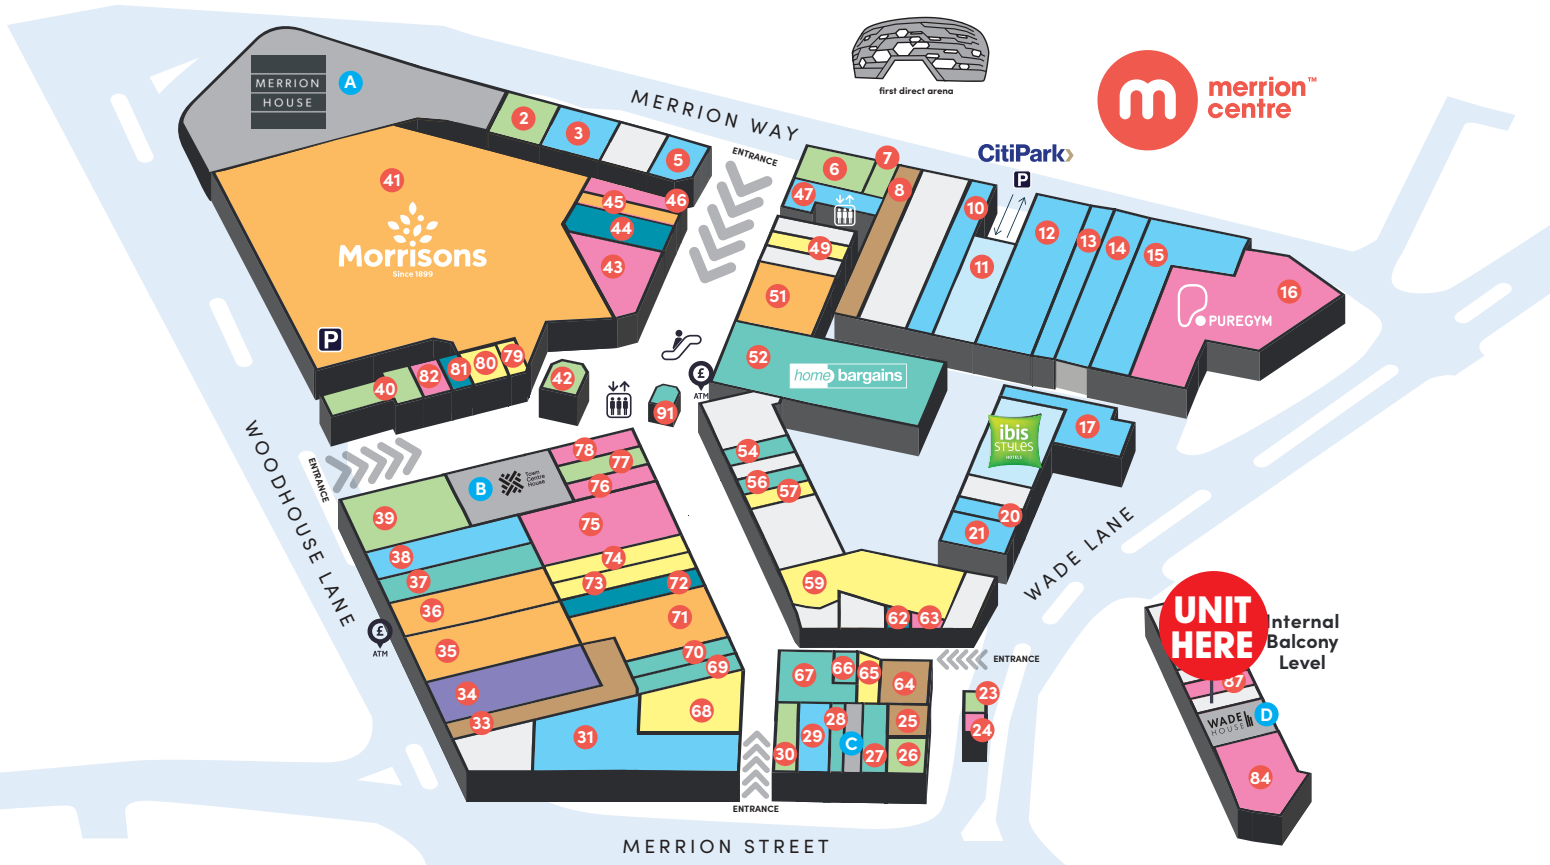 first direct arena
merrion™
centre
MERRION WAY
CitiPark
P
MERRION
HOUSE
A
2
3
5
ENTRANCE
6
7
8
47
10
11
12
13
14
15
16
PUREGYM
41
Morrisons
Since 1899
45
46
44
43
49
51
52
home bargains
P
40
82
81
80
79
42
91
£
ATM
ibis
STYLES
HOTELS
17
20
21
WOODHOUSE LANE
ENTRANCE
78
77
76
B
Town
Centre
House
75
39
38
37
36
35
34
33
31
74
73
72
71
70
69
68
£
ATM
54
56
57
59
62
63
WADE LANE
ENTRANCE
67
66
65
64
23
24
25
26
27
28
29
30
C
UNIT
HERE
Internal
Balcony
Level
87
WADE
HOUSE
D
84
ENTRANCE
MERRION STREET